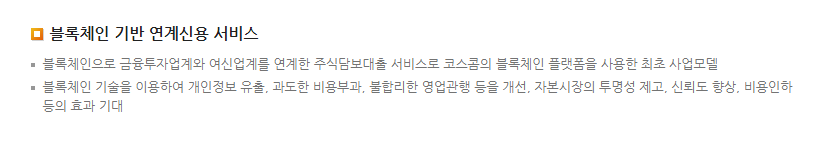 블록체인 기반 연계신용 서비스
블록체인으로 금융투자업계와 여신업계를 연계한 주식담보대출 서비스로 코스콤의 블록체인 플랫폼을 사용한 최초 사업모델
블록체인 기술을 이용하여 개인정보 유출, 과도한 비용부과, 불합리한 영업관행 등을 개선, 자본시장의 투명성 제고, 신뢰도 향상, 비용인하
등의 효과 기대